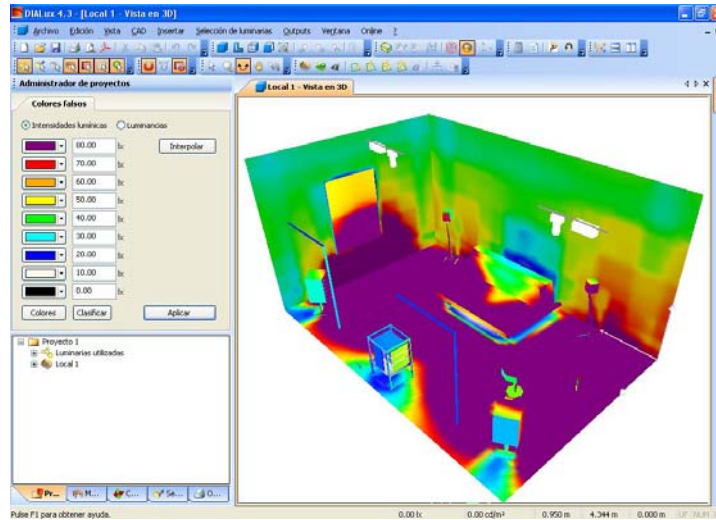 DIALux 4.3 - [Local 1 - Vista en 3D]
Archivo Edición Vista CAD Insertar Selección de luminarias Outputs Ventana Online ?
Administrador de proyectos
Colores falsos
Intensidades lumínicas Luminancias
80.00 lx Interpolar
70.00 lx
60.00 lx
50.00 lx
40.00 lx
30.00 lx
20.00 lx
10.00 lx
0.00 lx
Colores Clasificar Aplicar
Proyecto 1
Luminarias utilizadas
Local 1
Pr... M... C... Se... O...
Local 1 - Vista en 3D
Pulse F1 para obtener ayuda. 0.00 lx 0.00 cd/m² 0.950 m 4.344 m 0.000 m UF NUM